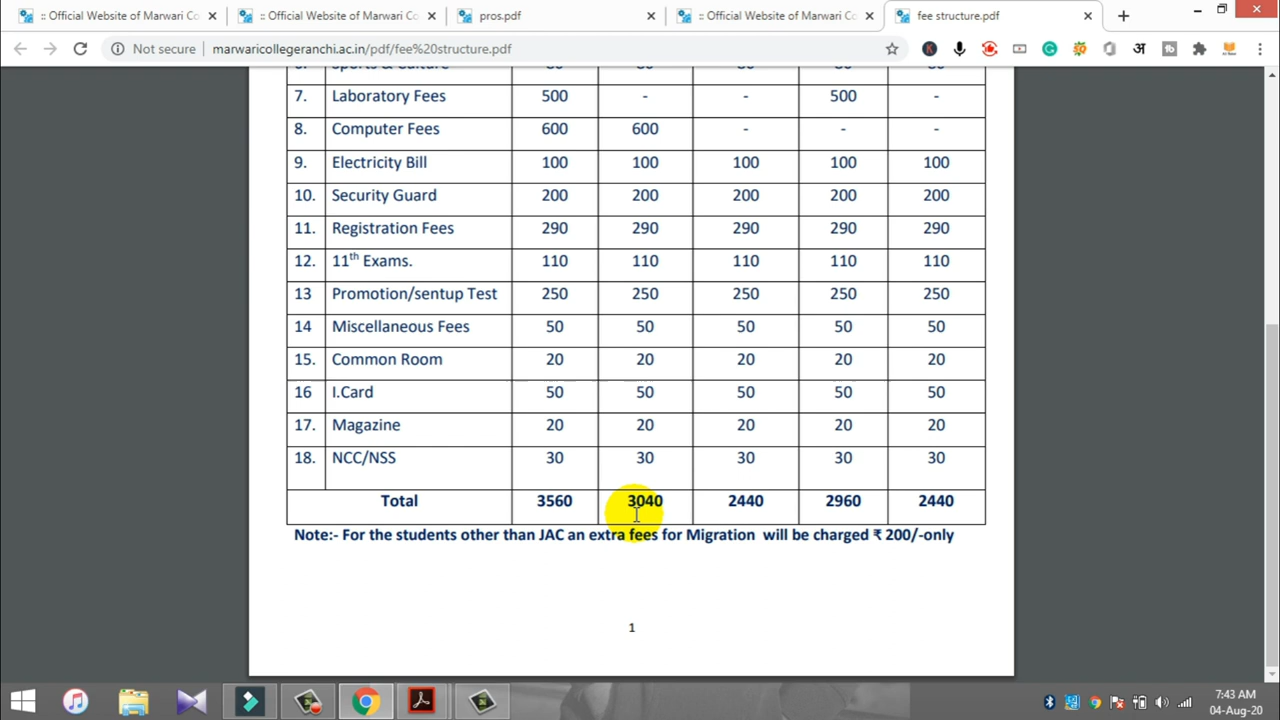 :: Official Website of Marwari Co
:: Official Website of Marwari Co
pros.pdf
:: Official Website of Marwari Co
fee structure.pdf
Not secure
marwaricollegeranchi.ac.in/pdf/fee%20structure.pdf
अ
7. Laboratory Fees 500 - - 500 -
8. Computer Fees 600 600 - - -
9. Electricity Bill 100 100 100 100 100
10. Security Guard 200 200 200 200 200
11. Registration Fees 290 290 290 290 290
12. 11th Exams. 110 110 110 110 110
13 Promotion/sentup Test 250 250 250 250 250
14 Miscellaneous Fees 50 50 50 50 50
15. Common Room 20 20 20 20 20
16 I.Card 50 50 50 50 50
17. Magazine 20 20 20 20 20
18. NCC/NSS 30 30 30 30 30
Total 3560 3040 2440 2960 2440
Note:- For the students other than JAC an extra fees for Migration will be charged ₹ 200/-only
1
7:43 AM
04-Aug-20